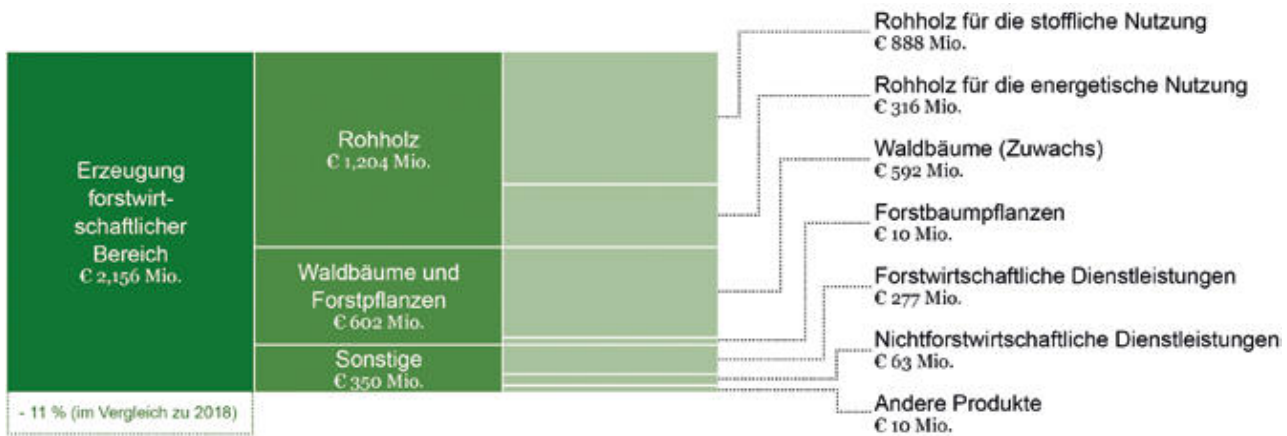 Erzeugung
forstwirt-
schaftlicher
Bereich
€ 2,156 Mio.
- 11 % (im Vergleich zu 2018)
Rohholz
€ 1,204 Mio.
Waldbäume und
Forstpflanzen
€ 602 Mio.
Sonstige
€ 350 Mio.
Rohholz für die stoffliche Nutzung
€ 888 Mio.
Rohholz für die energetische Nutzung
€ 316 Mio.
Waldbäume (Zuwachs)
€ 592 Mio.
Forstbaumpflanzen
€ 10 Mio.
Forstwirtschaftliche Dienstleistungen
€ 277 Mio.
Nichtforstwirtschaftliche Dienstleistungen
€ 63 Mio.
Andere Produkte
€ 10 Mio.